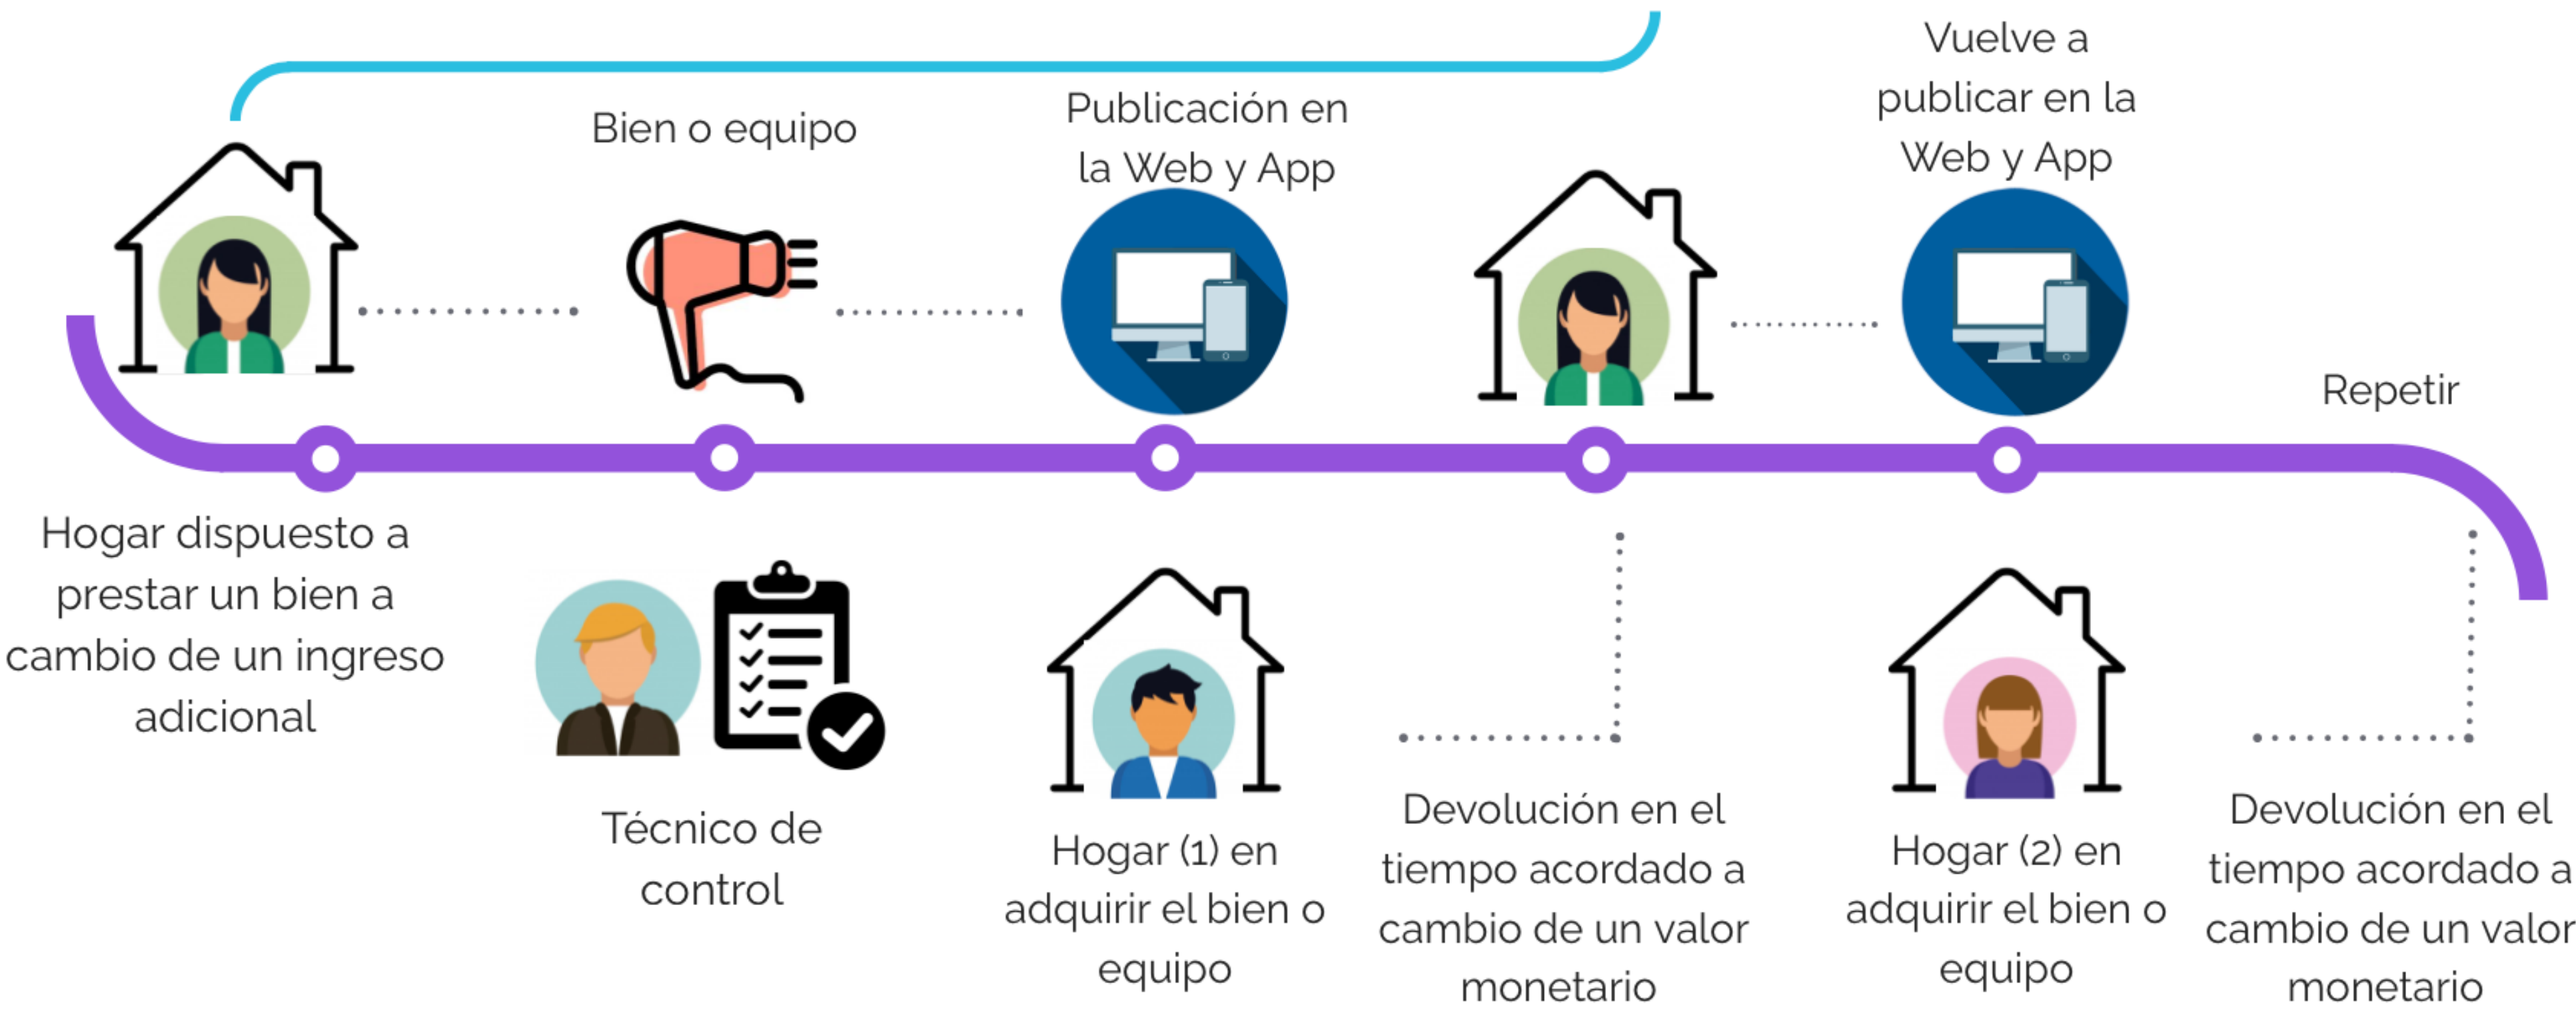 Bien o equipo
Publicación en
la Web y App
Vuelve a
publicar en la
Web y App
Repetir
Hogar dispuesto a
prestar un bien a
cambio de un ingreso
adicional
Técnico de
control
Hogar (1) en
adquirir el bien o
equipo
Devolución en el
tiempo acordado a
cambio de un valor
monetario
Hogar (2) en
adquirir el bien o
equipo
Devolución en el
tiempo acordado a
cambio de un valor
monetario